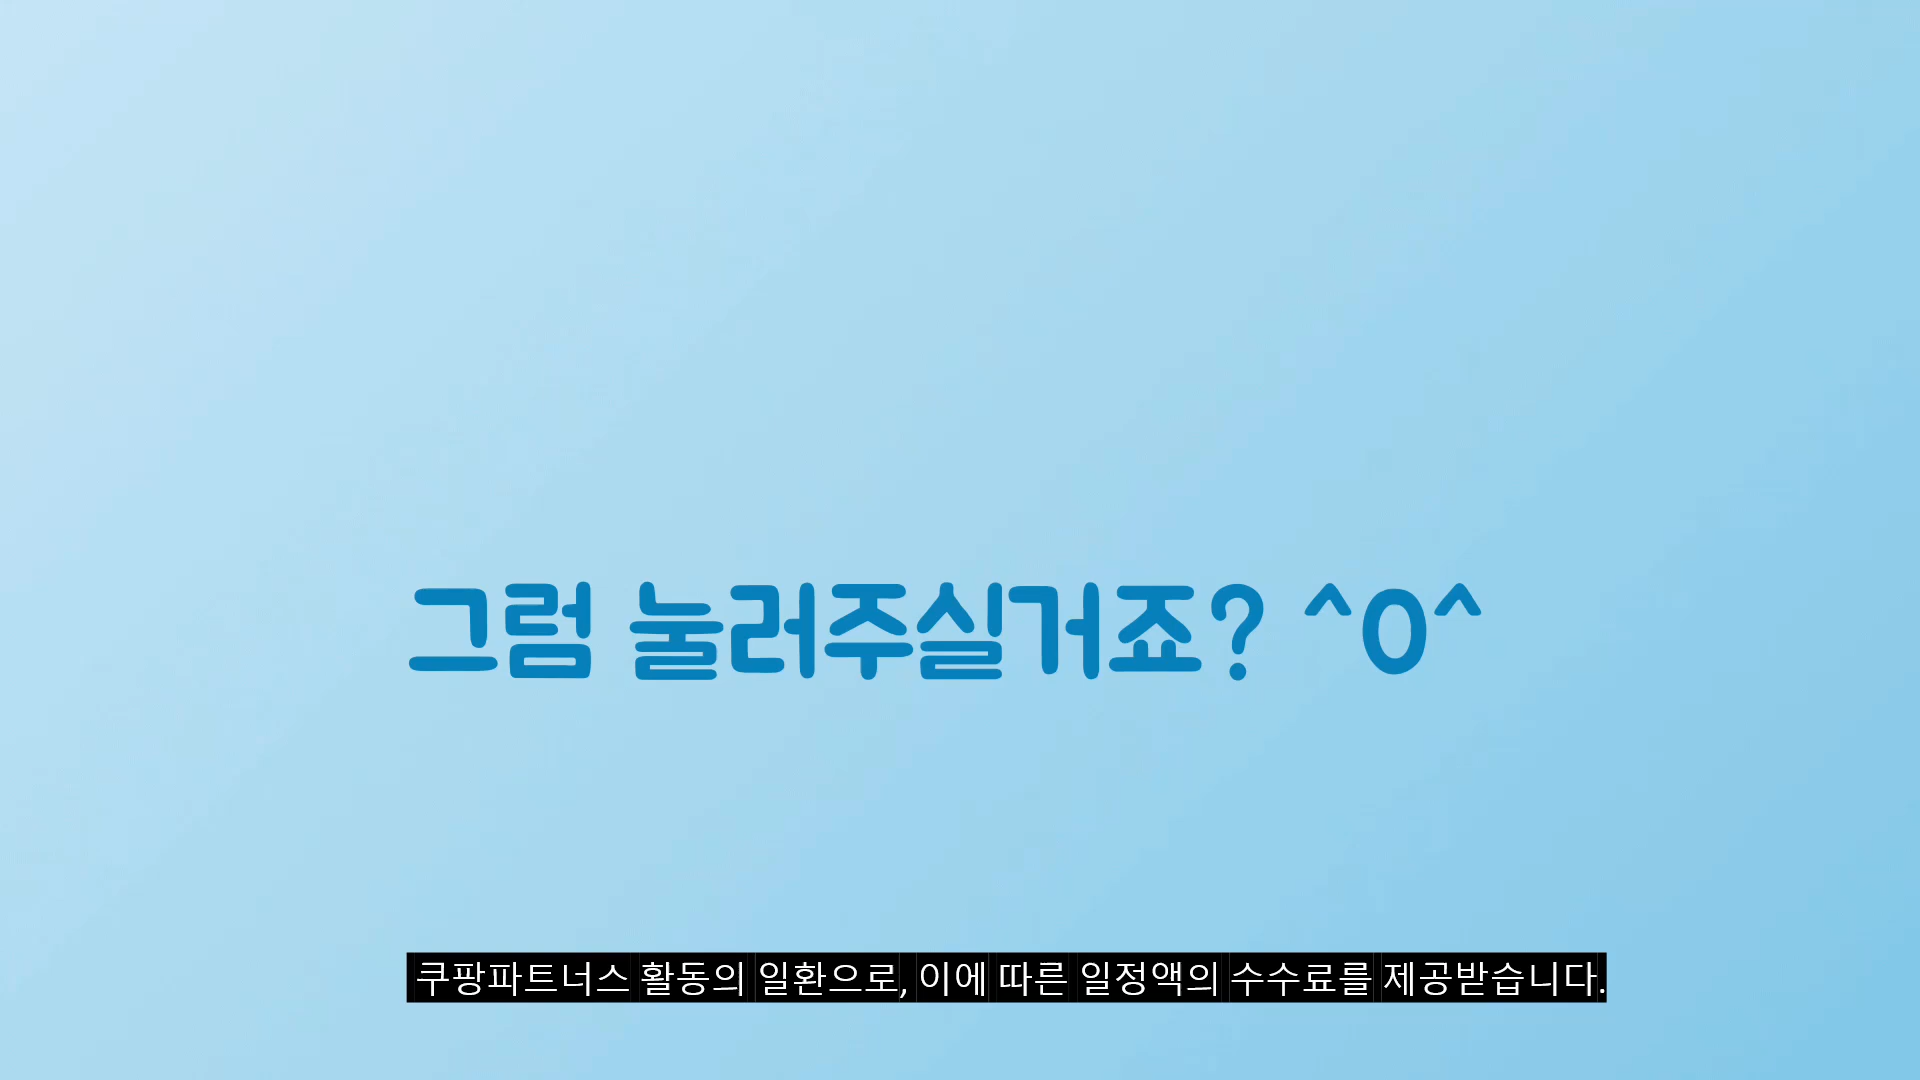 그럼 눌러주실거죠? ^0^
쿠팡파트너스 활동의 일환으로, 이에 따른 일정액의 수수료를 제공받습니다.